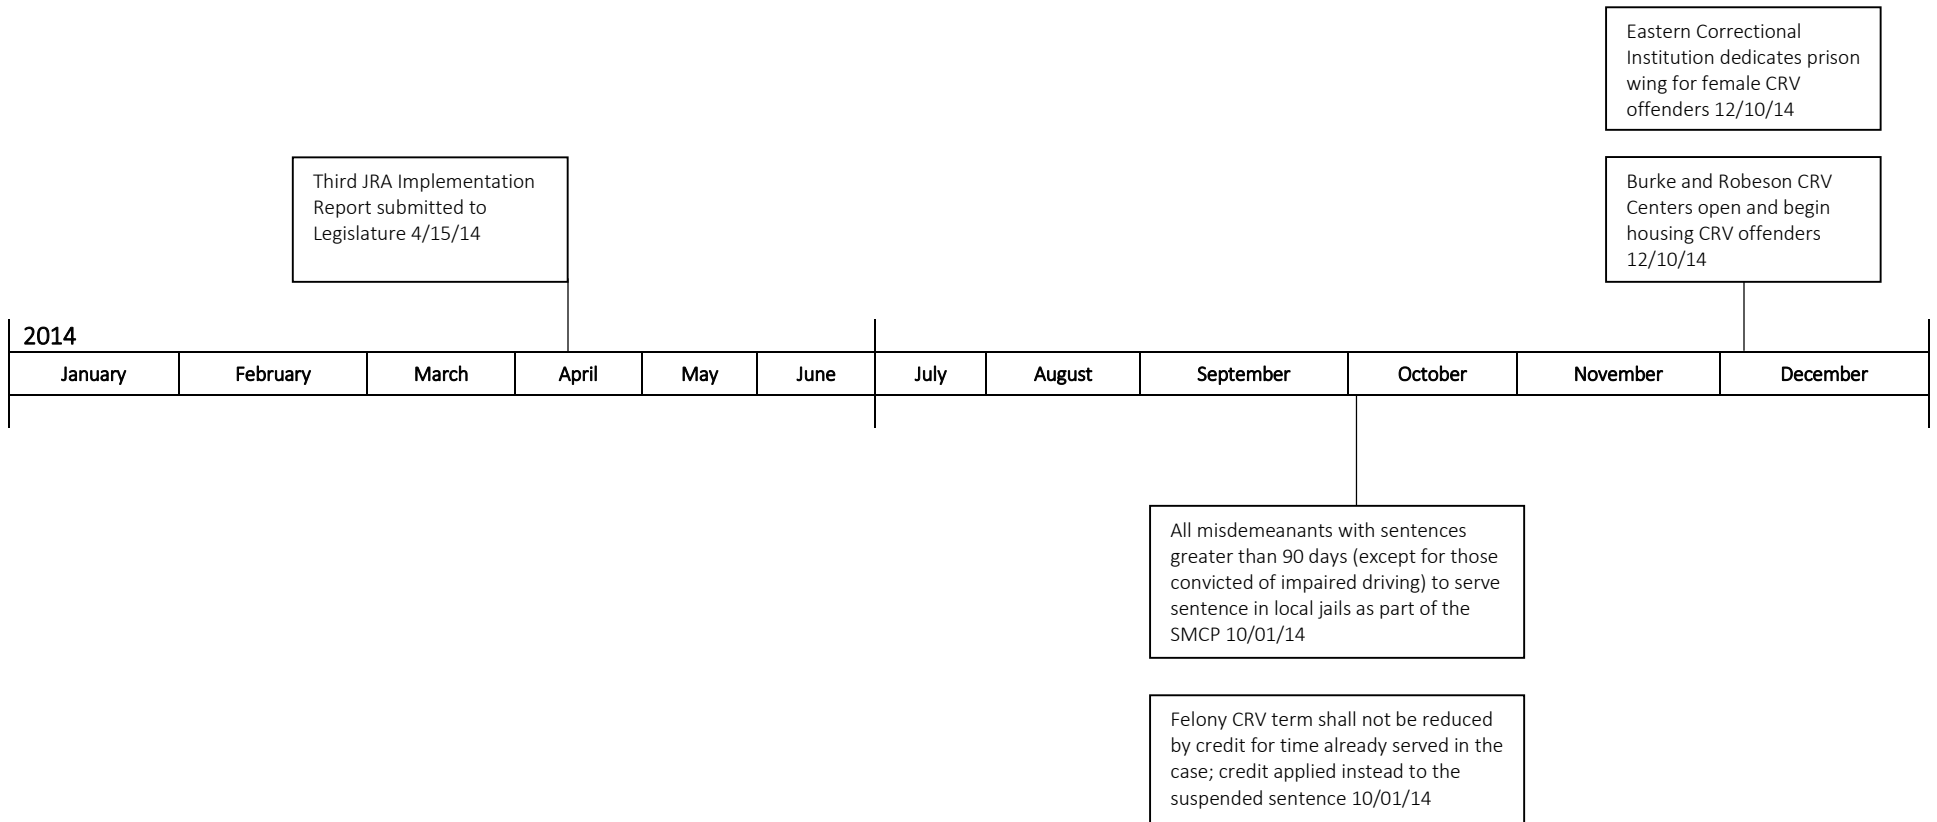 Eastern Correctional
Institution dedicates prison
wing for female CRV
offenders 12/10/14
Third JRA Implementation
Report submitted to
Legislature 4/15/14
Burke and Robeson CRV
Centers open and begin
housing CRV offenders
12/10/14
2014
January February March April May June July August September October November December
All misdemeanants with sentences
greater than 90 days (except for those
convicted of impaired driving) to serve
sentence in local jails as part of the
SMCP 10/01/14
Felony CRV term shall not be reduced
by credit for time already served in the
case; credit applied instead to the
suspended sentence 10/01/14